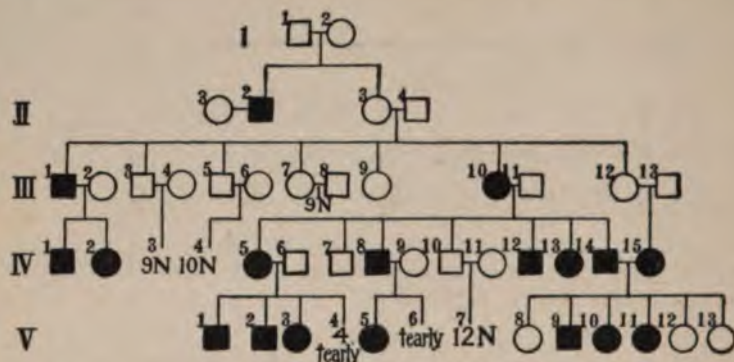 I 1 2
II 3 2 3 4
III 1 2 3 4 5 6 7 8 9 10 11 12 13
9N
IV 1 2 3 4 5 6 7 8 9 10 11 12 13 14 15
9N 10N
V 1 2 3 4 5 6 7 8 9 10 11 12 13
4 tearly 12N
tearly